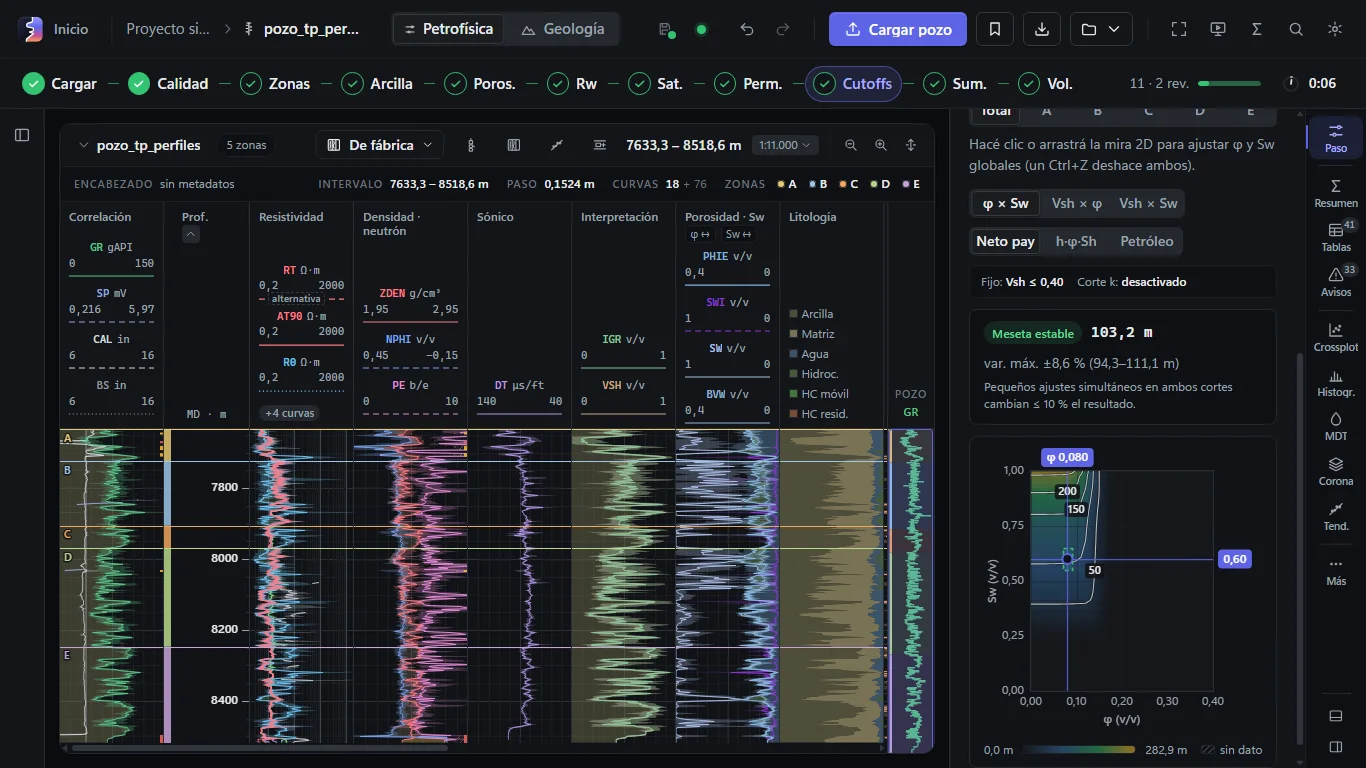 Inicio
Proyecto si...
pozo_tp_per...
Petrofísica
Geología
Cargar pozo
Cargar
Calidad
Zonas
Arcilla
Poros.
Rw
Sat.
Perm.
Cutoffs
Sum.
Vol.
11 · 2 rev.
0:06
pozo_tp_perfiles
5 zonas
De fábrica
7633,3 – 8518,6 m
1:11.000
ENCABEZADO sin metadatos
INTERVALO 7633,3 – 8518,6 m
PASO 0,1524 m
CURVAS 18 + 76
ZONAS A B C D E
Correlación
GR gAPI
0 150
SP mV
0,216 5,97
CAL in
6 16
BS in
6 16
Prof.
MD · m
Resistividad
RT Ω·m
0,2 2000
alternativa
AT90 Ω·m
0,2 2000
R0 Ω·m
0,2 2000
+4 curvas
Densidad ·
neutrón
ZDEN g/cm³
1,95 2,95
NPHI v/v
0,45 −0,15
PE b/e
0 10
Sónico
DT µs/ft
140 40
Interpretación
IGR v/v
0 1
VSH v/v
0 1
Porosidad · Sw
φ ↔ Sw ↔
PHIE v/v
0,4 0
SWI v/v
1 0
SW v/v
1 0
BVW v/v
0,4 0
Litología
Arcilla
Matriz
Agua
Hidroc.
HC móvil
HC resid.
POZO
GR
A
B
C
D
E
7800
8000
8200
8400
Total A B C D E
Hacé clic o arrastrá la mira 2D para ajustar φ y Sw
globales (un Ctrl+Z deshace ambos).
φ × Sw Vsh × φ Vsh × Sw
Neto pay h·φ·Sh Petróleo
Fijo: Vsh ≤ 0,40 Corte k: desactivado
Meseta estable 103,2 m
var. máx. ±8,6 % (94,3–111,1 m)
Pequeños ajustes simultáneos en ambos cortes
cambian ≤ 10 % el resultado.
φ 0,080
1,00
0,75
0,50
0,25
0,00
Sw (v/v)
200
150
50
0,60
0,00 0,10 0,20 0,30 0,40
φ (v/v)
0,0 m 282,9 m sin dato
Paso
Resumen
41
Tablas
33
Avisos
Crossplot
Histogr.
MDT
Corona
Tend.
Más